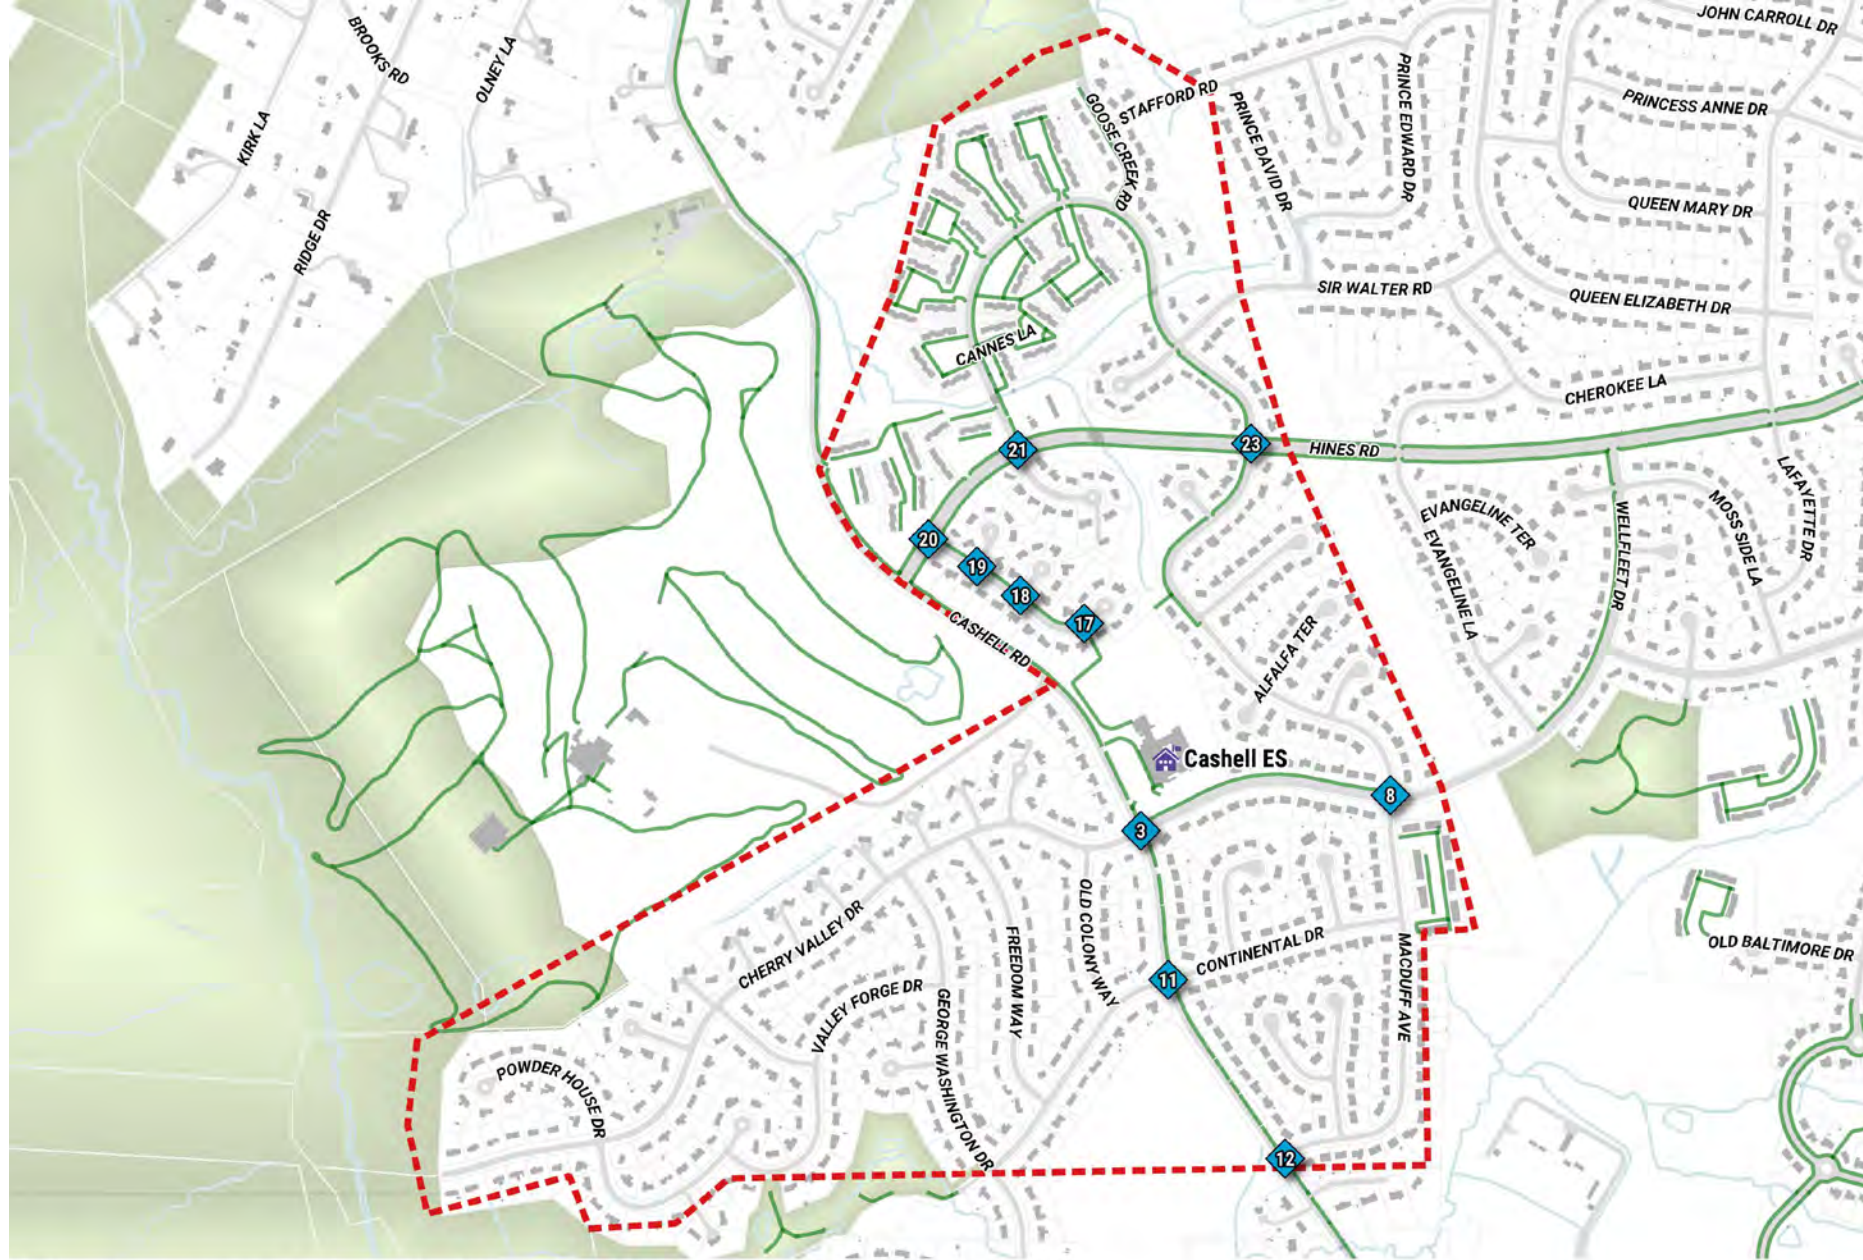 JOHN CARROLL DR
BROOKS RD
OLNEY LA
KIRK LA
RIDGE DR
GOOSE CREEK RD
STAFFORD RD
PRINCE DAVID DR
PRINCE EDWARD DR
PRINCESS ANNE DR
QUEEN MARY DR
SIR WALTER RD
QUEEN ELIZABETH DR
CANNES LA
CHEROKEE LA
21
23
HINES RD
20
19
18
17
CASHELL RD
EVANGELINE TER
EVANGELINE LA
WELLFLEET DR
MOSS SIDE LA
LAFAYETTE DR
ALFALFA TER
Cashell ES
8
3
CHERRY VALLEY DR
FREEDOM WAY
OLD COLONY WAY
11
CONTINENTAL DR
MACDUFF AVE
OLD BALTIMORE DR
VALLEY FORGE DR
GEORGE WASHINGTON DR
POWDER HOUSE DR
12